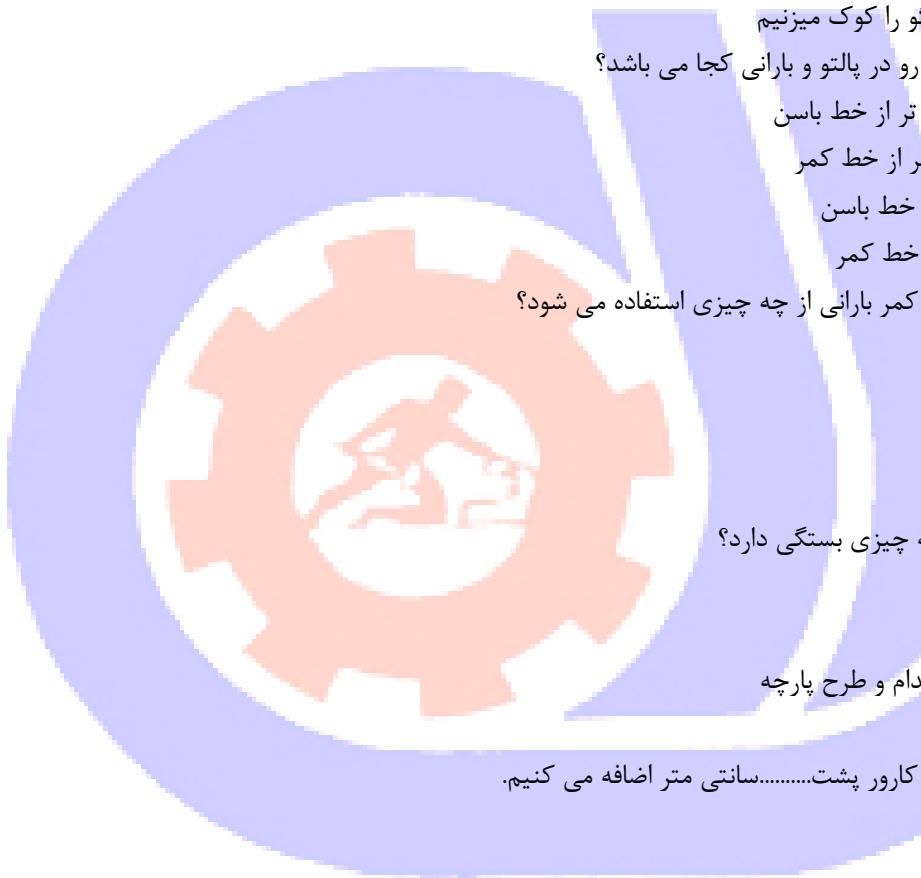 را کوک میزنیم
رو در پالتو و بارانی کجا می باشد؟
تر از خط باسن
از خط کمر
خط باسن
خط کمر
کمر بارانی از چه چیزی استفاده می شود؟
چیزی بستگی دارد؟
و طرح پارچه
کارور پشت.........سانتی متر اضافه می کنیم.